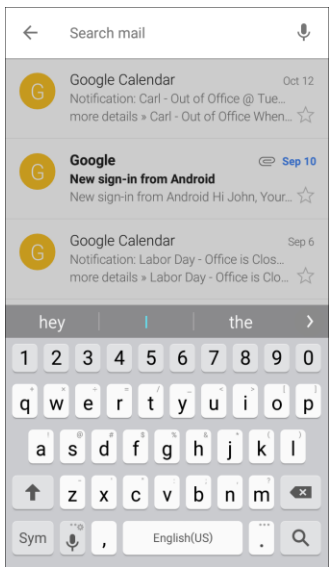 Search mail
G
Google Calendar Oct 12
Notification: Carl - Out of Office @ Tue...
more details » Carl - Out of Office When...
G
Google Sep 10
New sign-in from Android
New sign-in from Android Hi John, Your...
G
Google Calendar Sep 6
Notification: Labor Day - Office is Clos...
more details » Labor Day - Office is Clo...
hey I the
1 2 3 4 5 6 7 8 9 0
q w e r t y u i o p
a s d f g h j k l
z x c v b n m
Sym , English(US) .